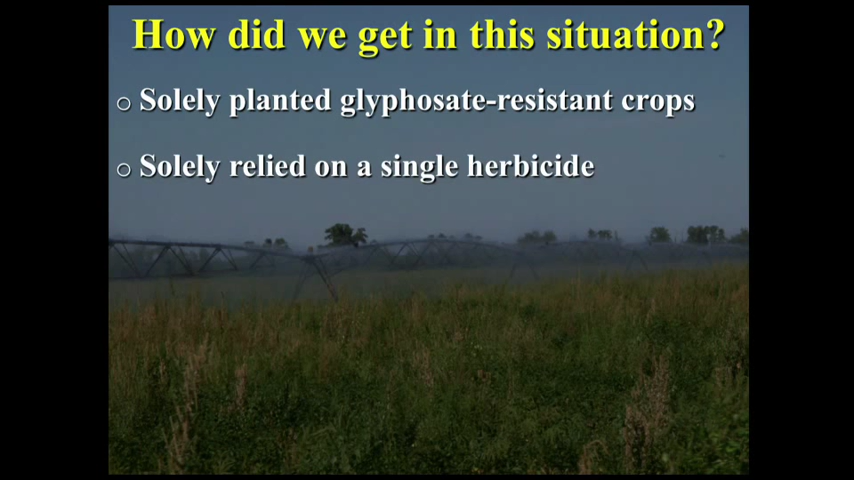 How did we get in this situation?
o Solely planted glyphosate-resistant crops
o Solely relied on a single herbicide